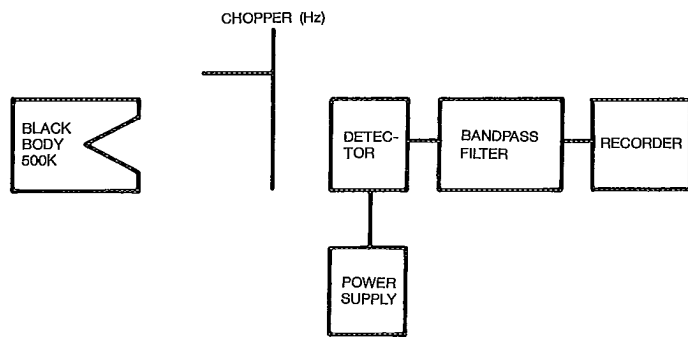 CHOPPER (Hz)
BLACK
BODY
500K
DETEC-
TOR
BANDPASS
FILTER
RECORDER
POWER
SUPPLY